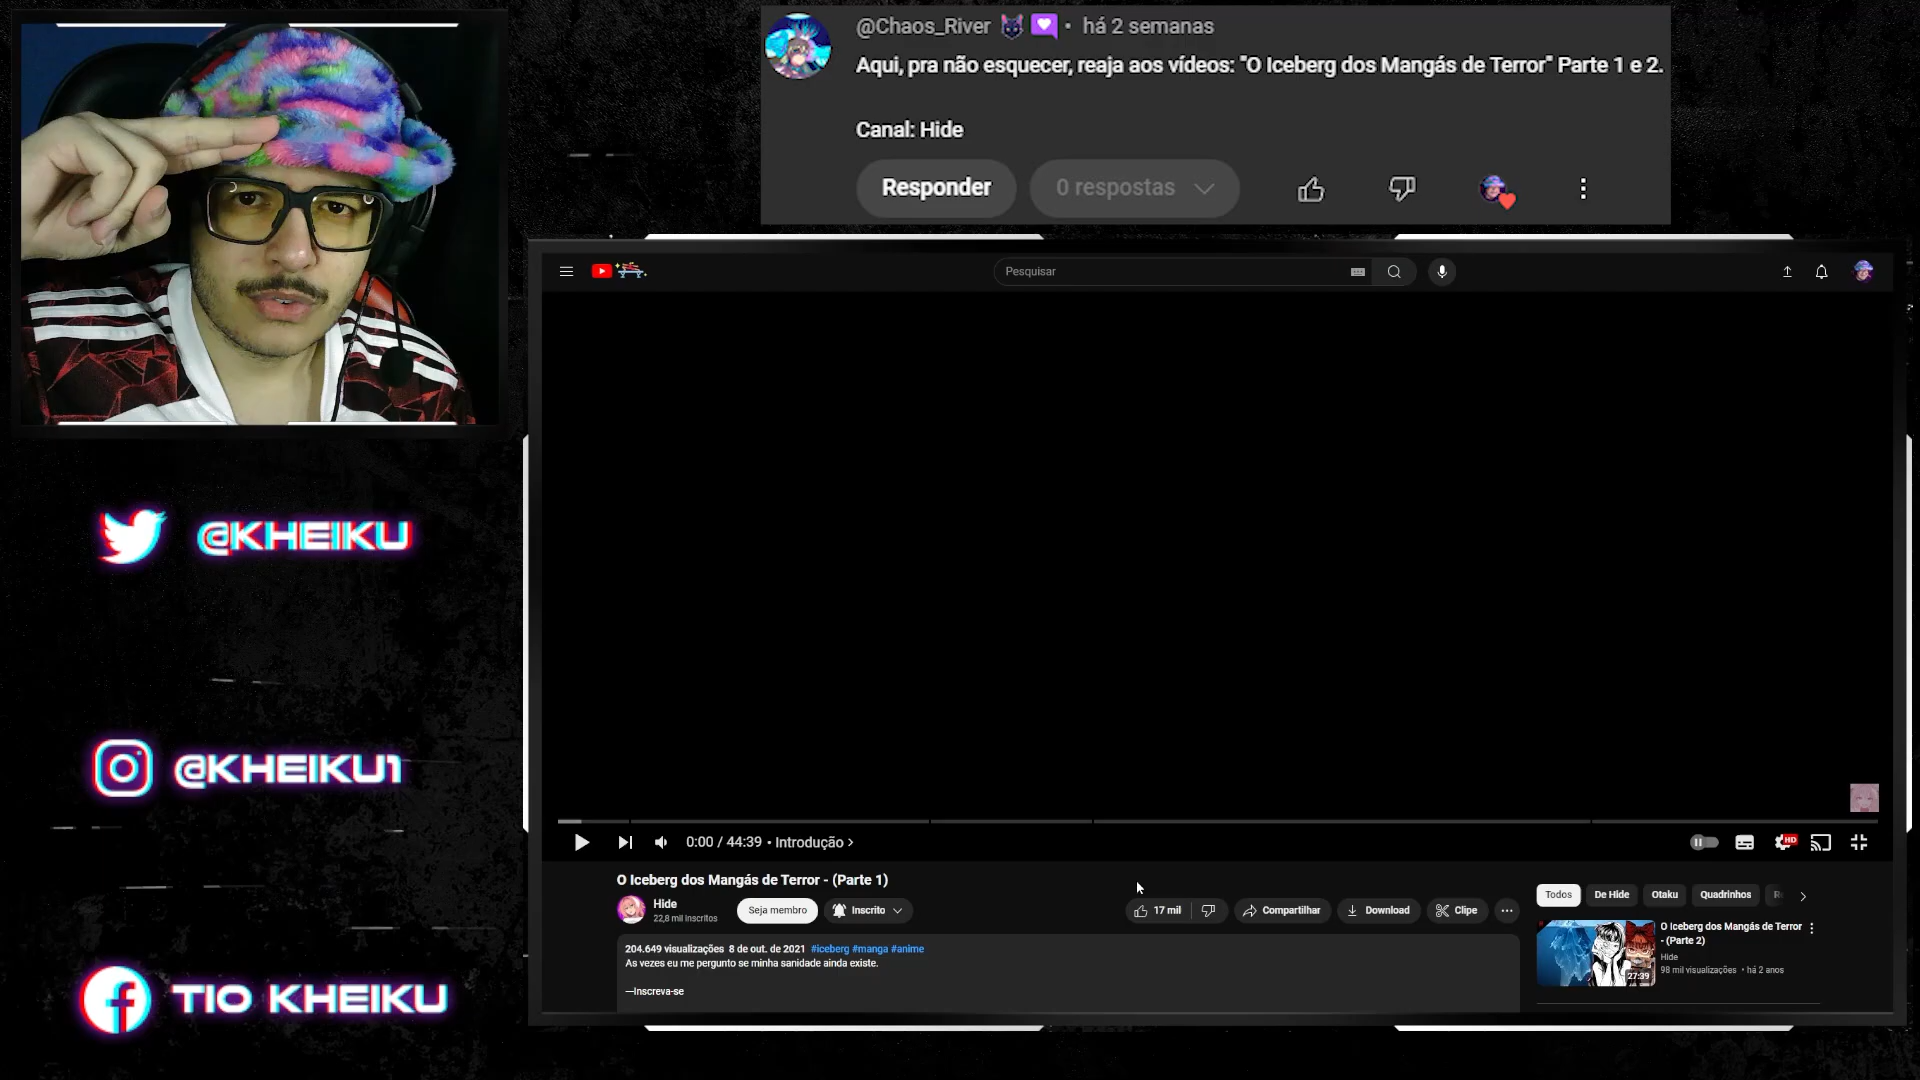 @Chaos_River • há 2 semanas
Aqui, pra não esquecer, reaja aos vídeos: "O Iceberg dos Mangás de Terror" Parte 1 e 2.
Canal: Hide
Responder
0 respostas
Pesquisar
@KHEIKU
@KHEIKU1
TIO KHEIKU
0:00 / 44:39 • Introdução >
HD
O Iceberg dos Mangás de Terror - (Parte 1)
Hide
22,8 mil inscritos
Seja membro
Inscrito
17 mil
Compartilhar
Download
Clipe
204.649 visualizações 8 de out. de 2021 #iceberg #manga #anime
As vezes eu me pergunto se minha sanidade ainda existe.
—Inscreva-se
Todos
De Hide
Otaku
Quadrinhos
O Iceberg dos Mangás de Terror
- (Parte 2)
Hide
98 mil visualizações • há 2 anos
27:39